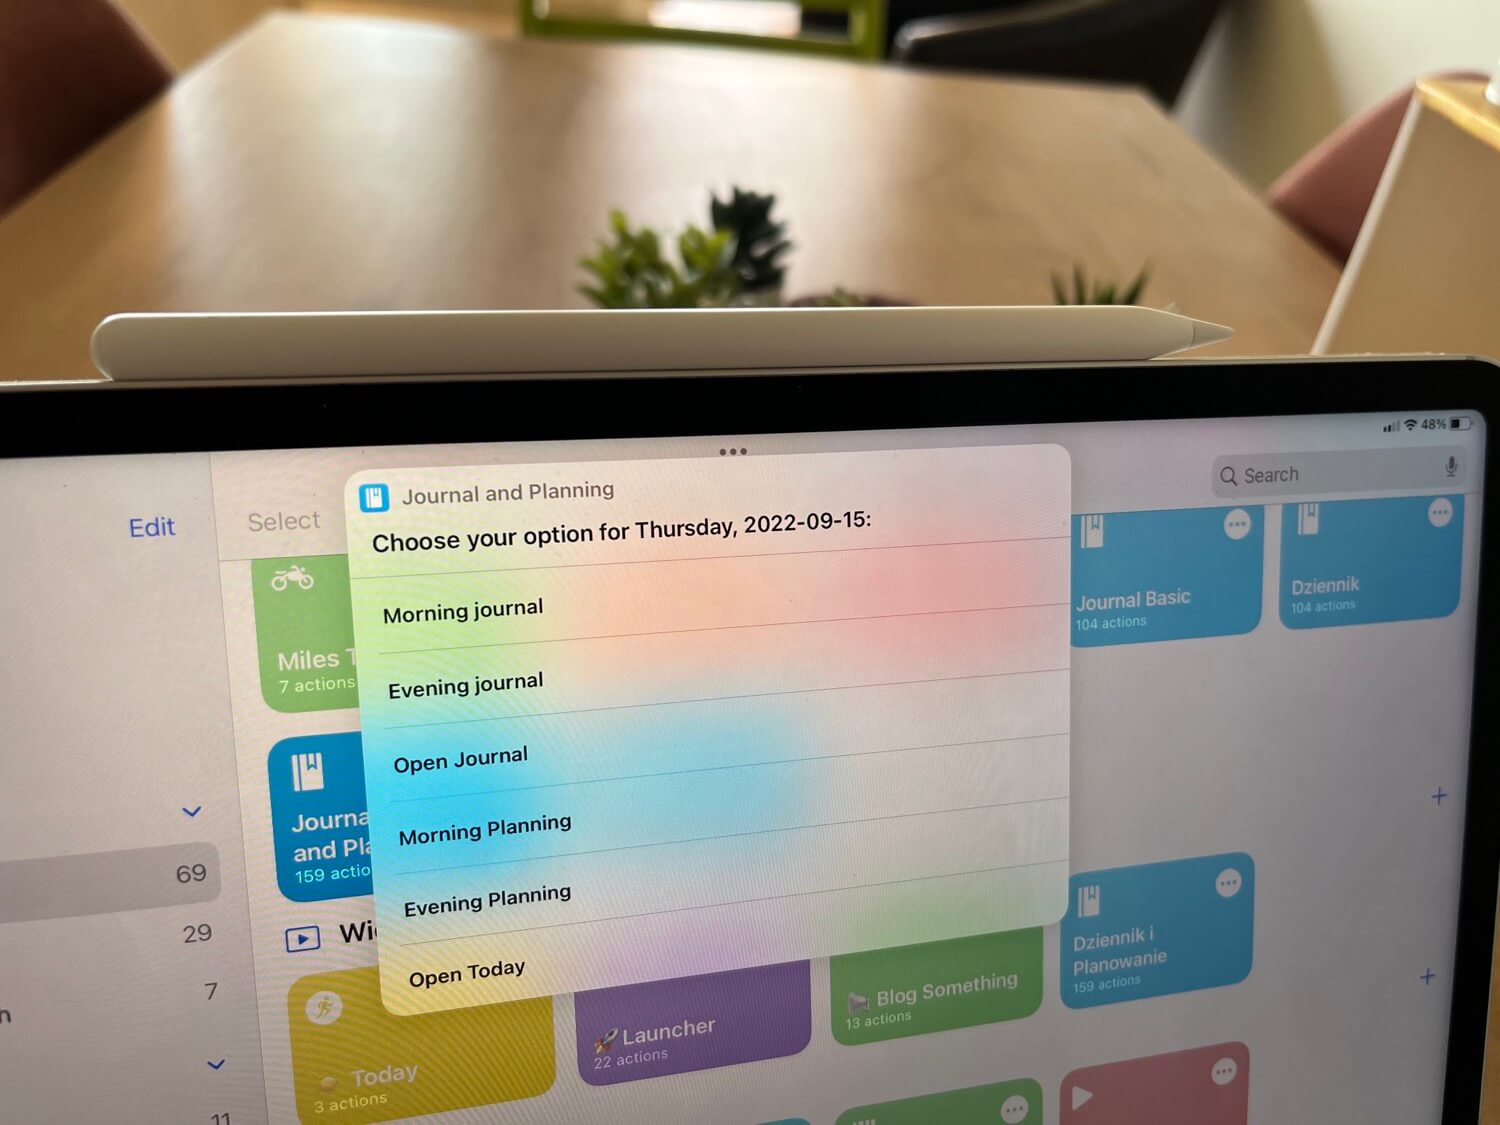 48%
Edit
Select
Search
Journal and Planning
Choose your option for Thursday, 2022-09-15:
Morning journal
Evening journal
Open Journal
Morning Planning
Evening Planning
Open Today
Miles
7 actions
Journal Basic
104 actions
Dziennik
104 actions
Journa
and Pla
159 actio
69
29
7
n
11
Wi
Today
3 actions
Launcher
22 actions
Blog Something
13 actions
Dziennik i
Planowanie
159 actions